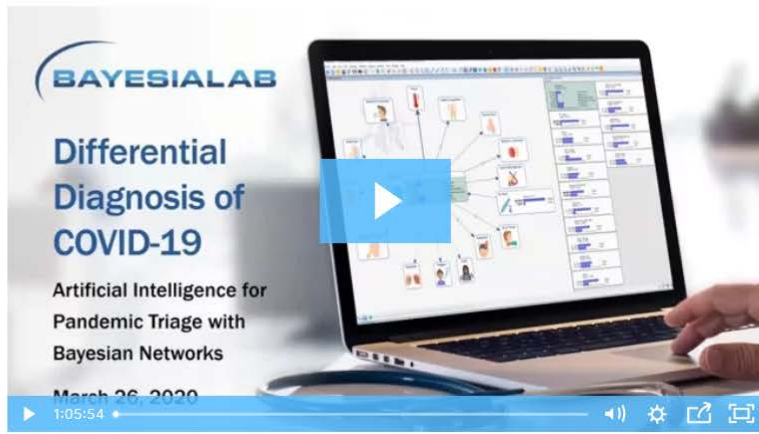 BAYESIALAB
Differential
Diagnosis of
COVID-19
Artificial Intelligence for
Pandemic Triage with
Bayesian Networks
March 26, 2020
1:05:54